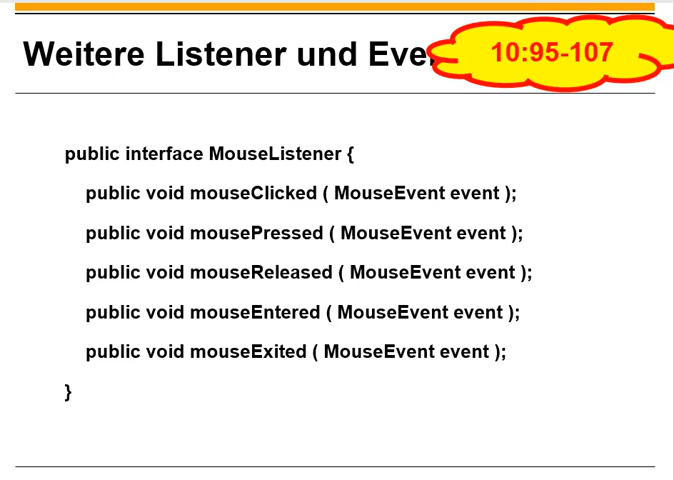 Weitere Listener und Eve
10:95-107
public interface MouseListener {
public void mouseClicked ( MouseEvent event );
public void mousePressed ( MouseEvent event );
public void mouseReleased ( MouseEvent event );
public void mouseEntered ( MouseEvent event );
public void mouseExited ( MouseEvent event );
}